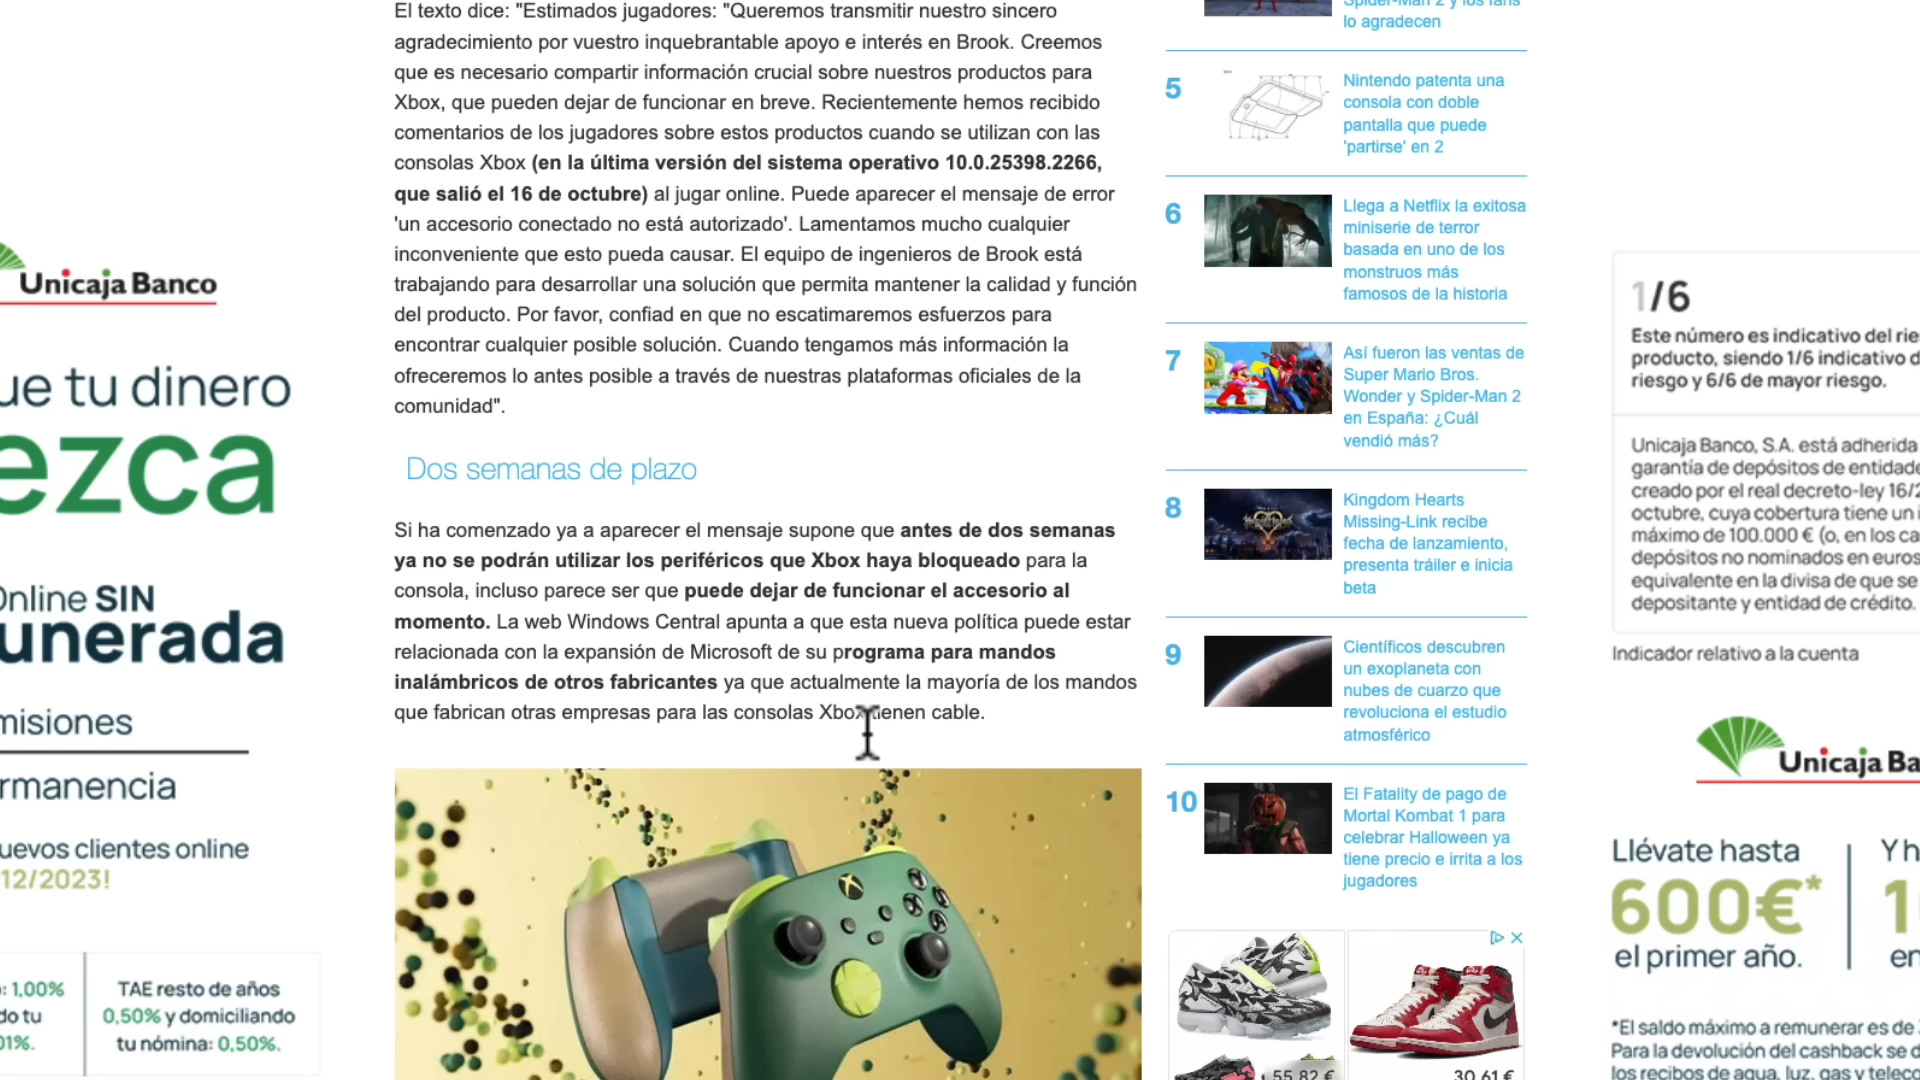 El texto dice: "Estimados jugadores: "Queremos transmitir nuestro sincero
agradecimiento por vuestro inquebrantable apoyo e interés en Brook. Creemos
que es necesario compartir información crucial sobre nuestros productos para
Xbox, que pueden dejar de funcionar en breve. Recientemente hemos recibido
comentarios de los jugadores sobre estos productos cuando se utilizan con las
consolas Xbox (en la última versión del sistema operativo 10.0.25398.2266,
que salió el 16 de octubre) al jugar online. Puede aparecer el mensaje de error
'un accesorio conectado no está autorizado'. Lamentamos mucho cualquier
inconveniente que esto pueda causar. El equipo de ingenieros de Brook está
trabajando para desarrollar una solución que permita mantener la calidad y función
del producto. Por favor, confiad en que no escatimaremos esfuerzos para
encontrar cualquier posible solución. Cuando tengamos más información la
ofreceremos lo antes posible a través de nuestras plataformas oficiales de la
comunidad".
Dos semanas de plazo
Si ha comenzado ya a aparecer el mensaje supone que antes de dos semanas
ya no se podrán utilizar los periféricos que Xbox haya bloqueado para la
consola, incluso parece ser que puede dejar de funcionar el accesorio al
momento. La web Windows Central apunta a que esta nueva política puede estar
relacionada con la expansión de Microsoft de su programa para mandos
inalámbricos de otros fabricantes ya que actualmente la mayoría de los mandos
que fabrican otras empresas para las consolas Xbox tienen cable.
Spider-Man 2 y los fans
lo agradecen
5
Nintendo patenta una
consola con doble
pantalla que puede
'partirse' en 2
6
Llega a Netflix la exitosa
miniserie de terror
basada en uno de los
monstruos más
famosos de la historia
7
Así fueron las ventas de
Super Mario Bros.
Wonder y Spider-Man 2
en España: ¿Cuál
vendió más?
8
Kingdom Hearts
Missing-Link recibe
fecha de lanzamiento,
presenta tráiler e inicia
beta
9
Científicos descubren
un exoplaneta con
nubes de cuarzo que
revoluciona el estudio
atmosférico
10
El Fatality de pago de
Mortal Kombat 1 para
celebrar Halloween ya
tiene precio e irrita a los
jugadores
55,82 €
30,61 €
Unicaja Banco
ue tu dinero
ezca
Online SIN
unerada
misiones
rmanencia
uevos clientes online
12/2023!
: 1,00%
do tu
01%.
TAE resto de años
0,50% y domiciliando
tu nómina: 0,50%.
1/6
Este número es indicativo del rie
producto, siendo 1/6 indicativo d
riesgo y 6/6 de mayor riesgo.
Unicaja Banco, S.A. está adherida
garantía de depósitos de entidade
creado por el real decreto-ley 16/2
octubre, cuya cobertura tiene un i
máximo de 100.000 € (o, en los ca
depósitos no nominados en euros
equivalente en la divisa de que se
depositante y entidad de crédito.
Indicador relativo a la cuenta
Unicaja Ba
Llévate hasta
600€*
el primer año.
Y h
1
en
*El saldo máximo a remunerar es de
Para la devolución del cashback se d
los recibos de agua, luz, gas y teleco